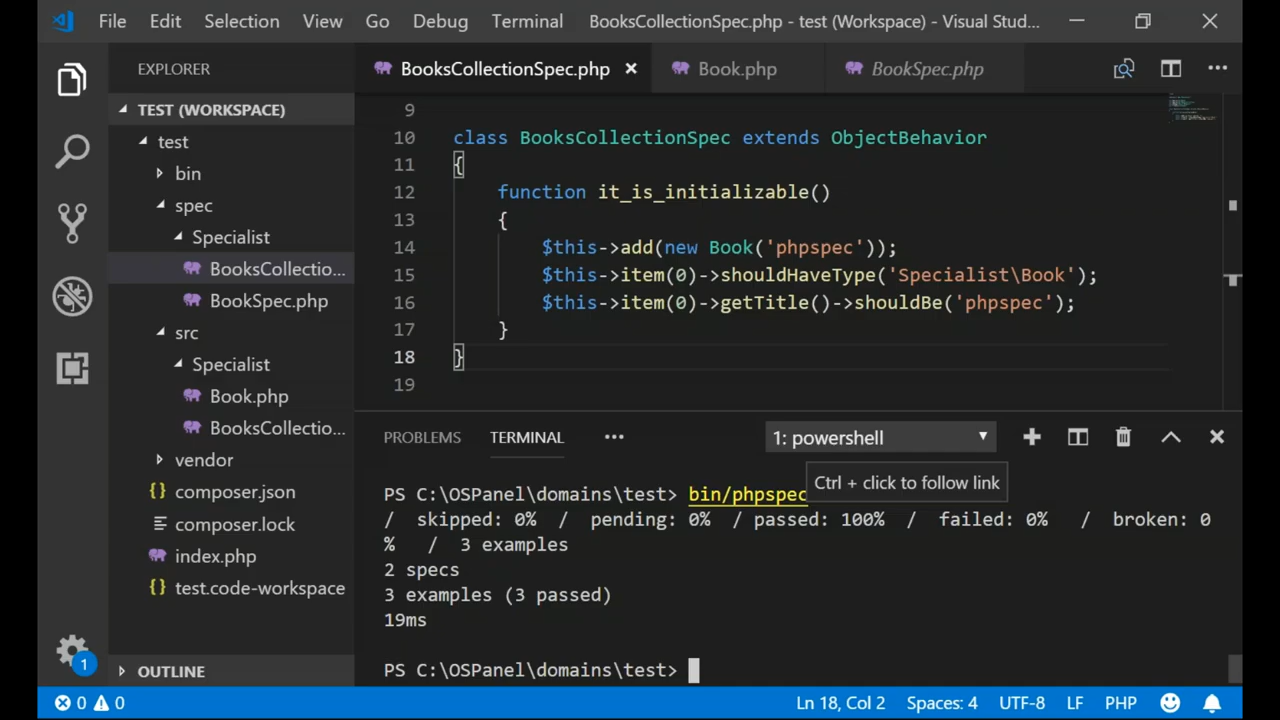 File Edit Selection View Go Debug Terminal BooksCollectionSpec.php - test (Workspace) - Visual Stud...
EXPLORER
BooksCollectionSpec.php Book.php BookSpec.php
TEST (WORKSPACE)
test
bin
spec
Specialist
BooksCollectio...
BookSpec.php
src
Specialist
Book.php
BooksCollectio...
vendor
composer.json
composer.lock
index.php
test.code-workspace
OUTLINE
9
10 class BooksCollectionSpec extends ObjectBehavior
11 {
12 function it_is_initializable()
13 {
14 $this->add(new Book('phpspec'));
15 $this->item(0)->shouldHaveType('Specialist\Book');
16 $this->item(0)->getTitle()->shouldBe('phpspec');
17 }
18 }
19
PROBLEMS TERMINAL ... 1: powershell
Ctrl + click to follow link
PS C:\OSPanel\domains\test> bin/phpspec
/ skipped: 0% / pending: 0% / passed: 100% / failed: 0% / broken: 0
% / 3 examples
2 specs
3 examples (3 passed)
19ms
PS C:\OSPanel\domains\test>
1
0 0 Ln 18, Col 2 Spaces: 4 UTF-8 LF PHP